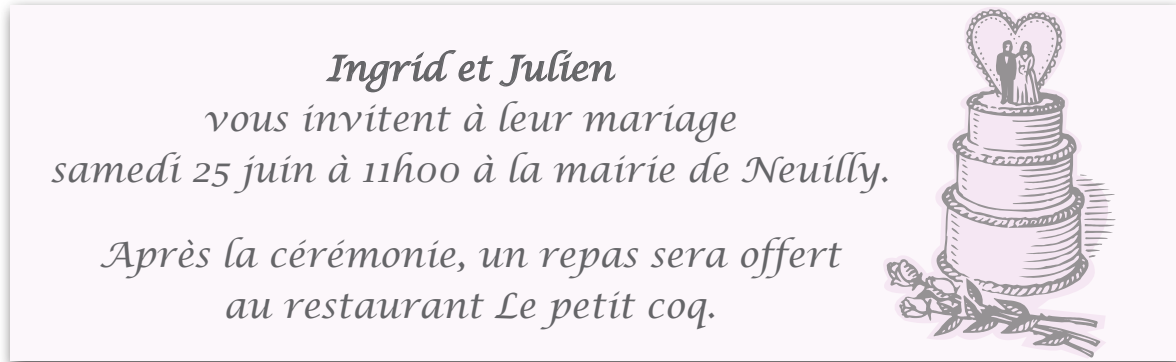 Ingrid et Julien
vous invitent à leur mariage
samedi 25 juin à 11h00 à la mairie de Neuilly.
Après la cérémonie, un repas sera offert
au restaurant Le petit coq.